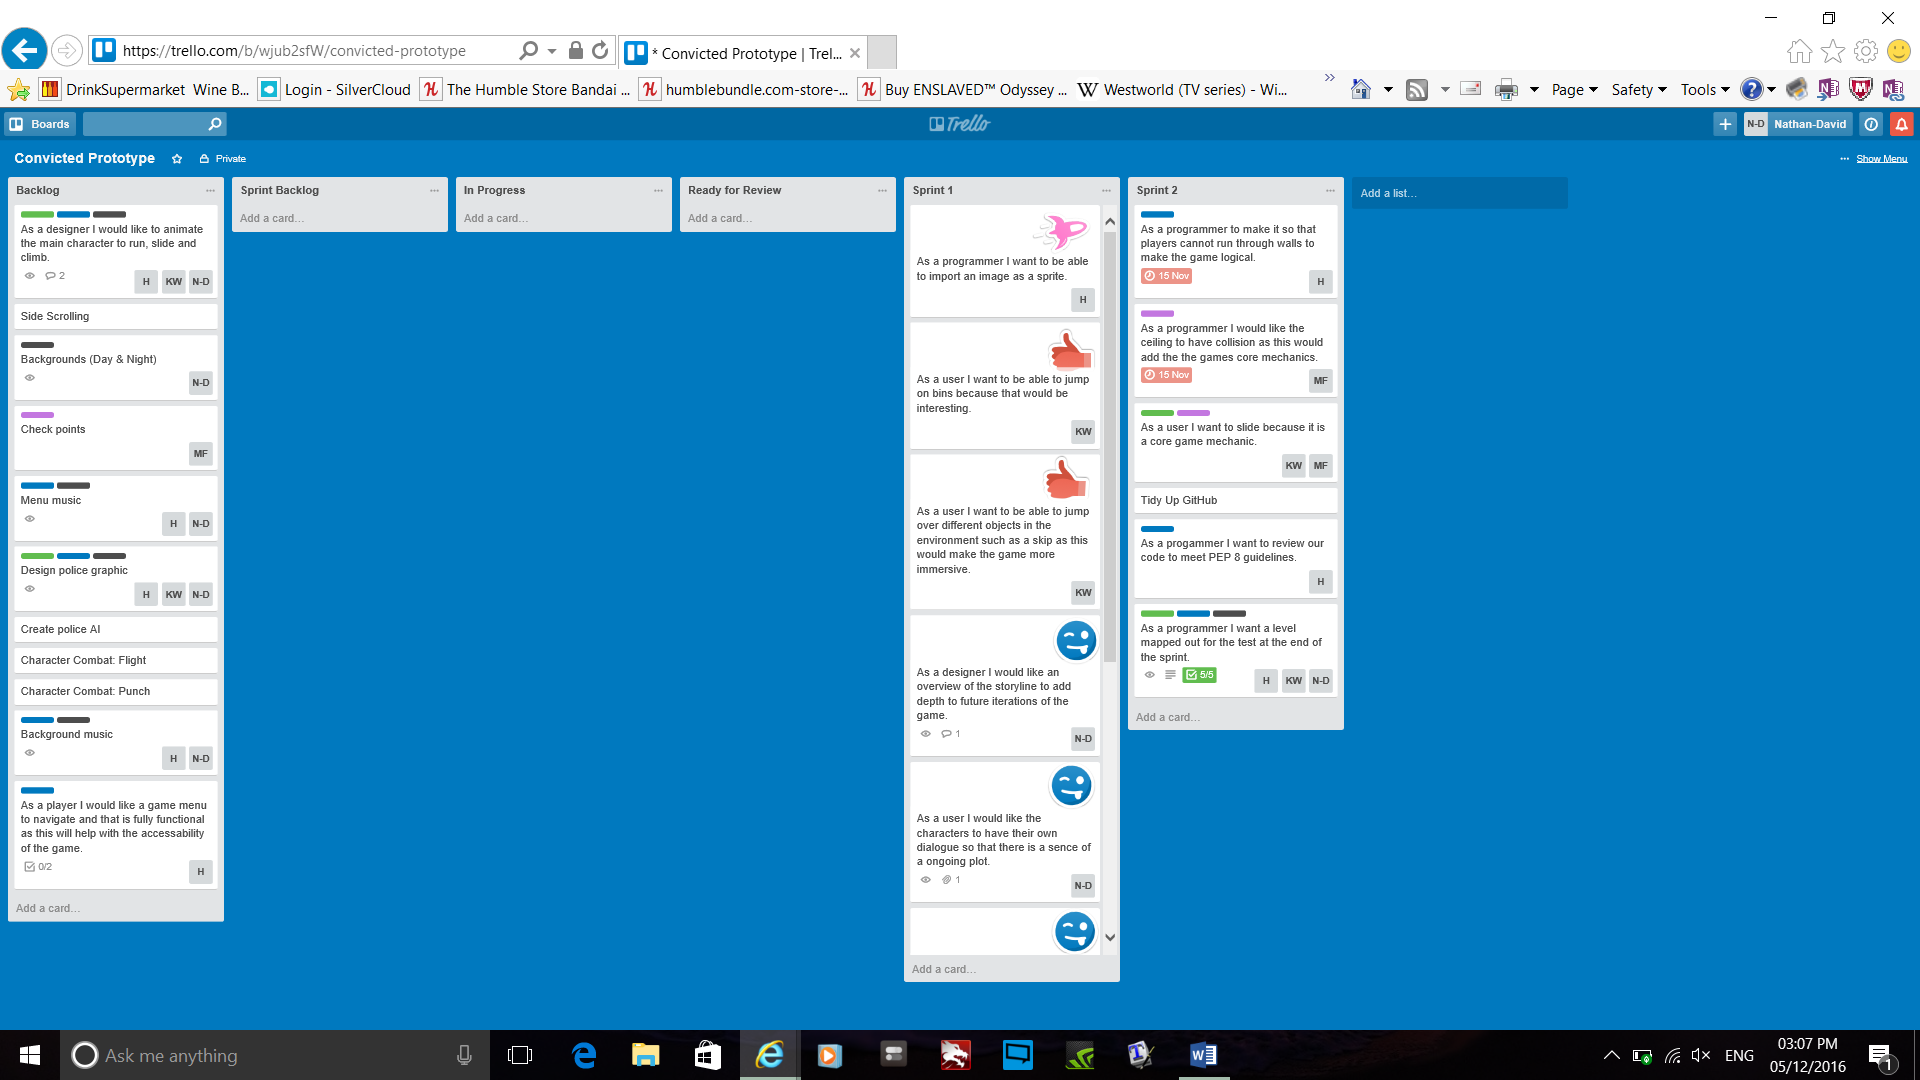 https://trello.com/b/wjub2sfW/convicted-prototype
* Convicted Prototype | Trel...
DrinkSupermarket Wine B...
Login - SilverCloud
The Humble Store Bandai ...
humblebundle.com-store-...
Buy ENSLAVED™ Odyssey ...
Westworld (TV series) - Wi...
Page
Safety
Tools
Boards
Trello
N-D Nathan-David
Convicted Prototype
Private
... Show Menu
Backlog
As a designer I would like to animate
the main character to run, slide and
climb.
2
H KW N-D
Side Scrolling
Backgrounds (Day & Night)
N-D
Check points
MF
Menu music
H N-D
Design police graphic
H KW N-D
Create police AI
Character Combat: Flight
Character Combat: Punch
Background music
H N-D
As a player I would like a game menu
to navigate and that is fully functional
as this will help with the accessability
of the game.
0/2
H
Add a card...
Sprint Backlog
Add a card...
In Progress
Add a card...
Ready for Review
Add a card...
Sprint 1
As a programmer I want to be able
to import an image as a sprite.
H
As a user I want to be able to jump
on bins because that would be
interesting.
KW
As a user I want to be able to jump
over different objects in the
environment such as a skip as this
would make the game more
immersive.
KW
As a designer I would like an
overview of the storyline to add
depth to future iterations of the
game.
1
N-D
As a user I would like the
characters to have their own
dialogue so that there is a sence of
a ongoing plot.
1
N-D
Add a card...
Sprint 2
As a programmer to make it so that
players cannot run through walls to
make the game logical.
15 Nov
H
As a programmer I would like the
ceiling to have collision as this would
add the the games core mechanics.
15 Nov
MF
As a user I want to slide because it is
a core game mechanic.
KW MF
Tidy Up GitHub
As a progammer I want to review our
code to meet PEP 8 guidelines.
H
As a programmer I want a level
mapped out for the test at the end of
the sprint.
5/5
H KW N-D
Add a card...
Add a list...
Ask me anything
ENG
03:07 PM
05/12/2016
1